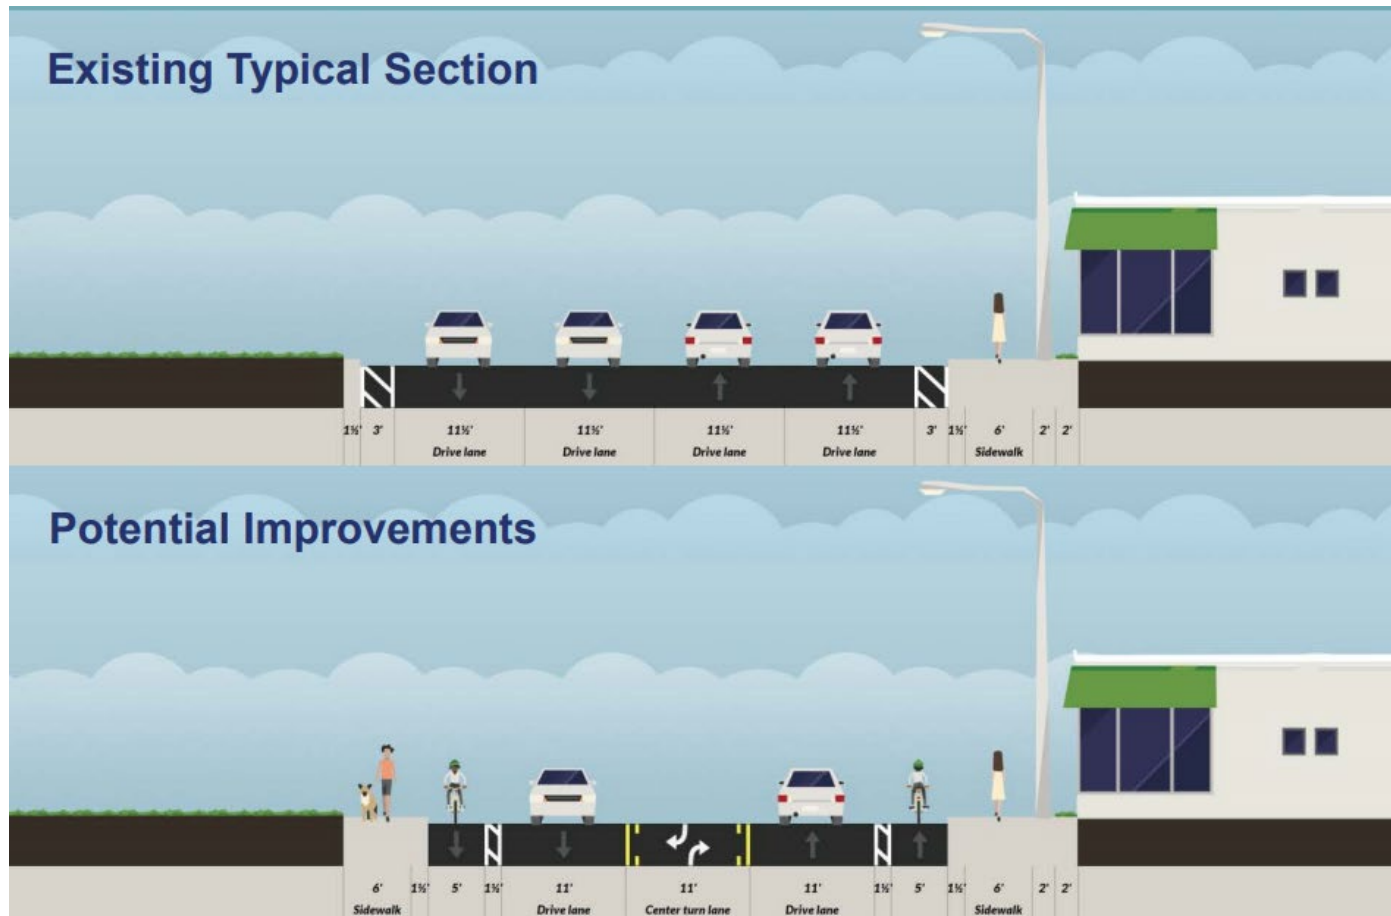 Existing Typical Section
1½' 3' 11½' 11½' 11½' 11½' 3' 1½' 6' 2' 2'
Drive lane Drive lane Drive lane Drive lane Sidewalk
Potential Improvements
6' 1½' 5' 1½' 11' 11' 11' 1½' 5' 1½' 6' 2' 2'
Sidewalk Drive lane Center turn lane Drive lane Sidewalk